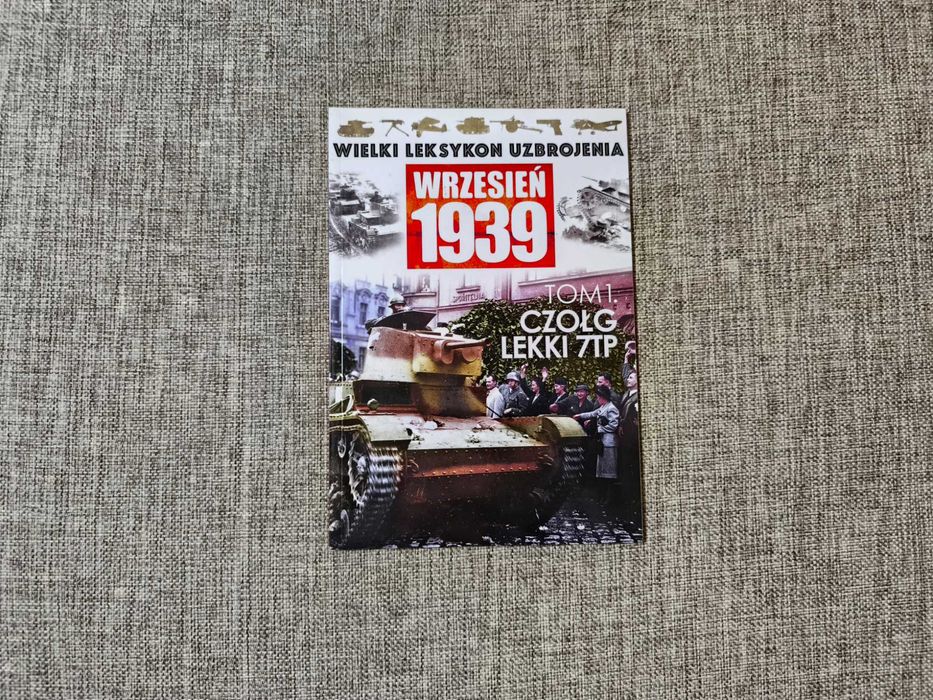 WIELKI LEKSYKON UZBROJENIA
WRZESIEŃ
1939
TOM 1.
CZOŁG
LEKKI 7TP